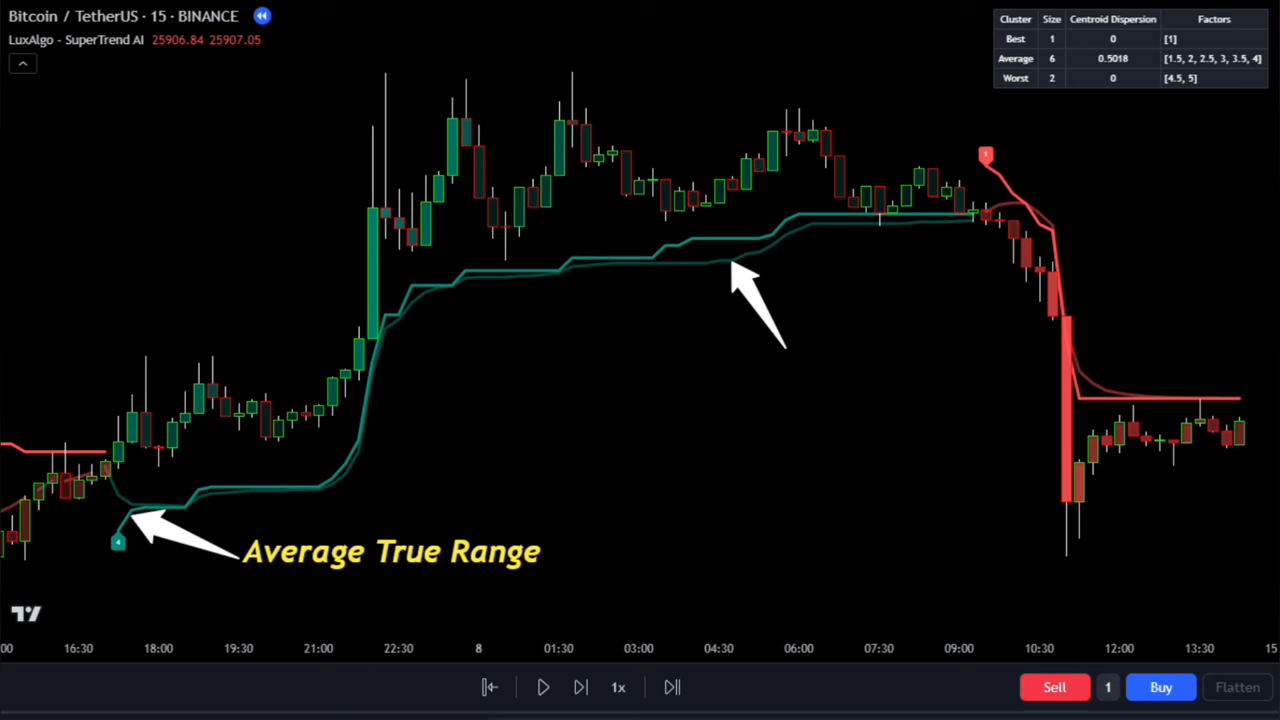 Bitcoin / TetherUS · 15 · BINANCE
LuxAlgo - SuperTrend AI 25906.84 25907.05
Cluster Size Centroid Dispersion Factors
Best 1 0 [1]
Average 6 0.5018 [1.5, 2, 2.5, 3, 3.5, 4]
Worst 2 0 [4.5, 5]
1
4
Average True Range
:00 16:30 18:00 19:30 21:00 22:30 8 01:30 03:00 04:30 06:00 07:30 09:00 10:30 12:00 13:30 15
1x Sell 1 Buy Flatten